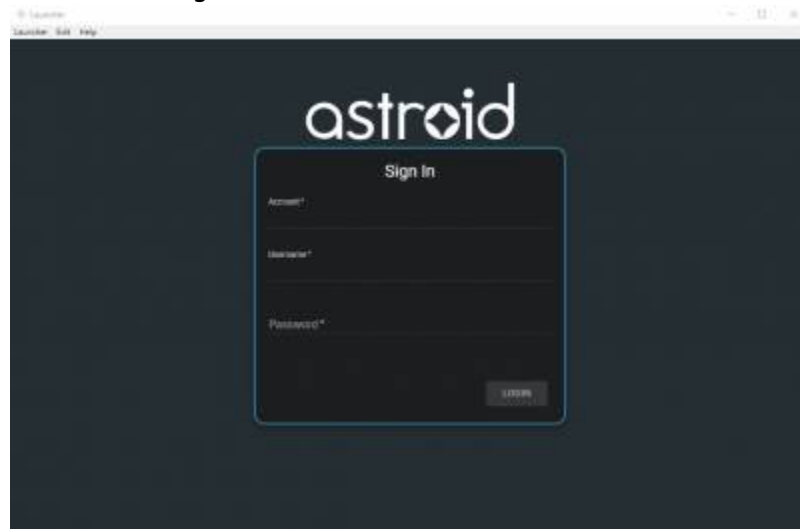 Launcher
Launcher Edit Help
astroid
Sign In
Account*
Username*
Password*
LOGIN